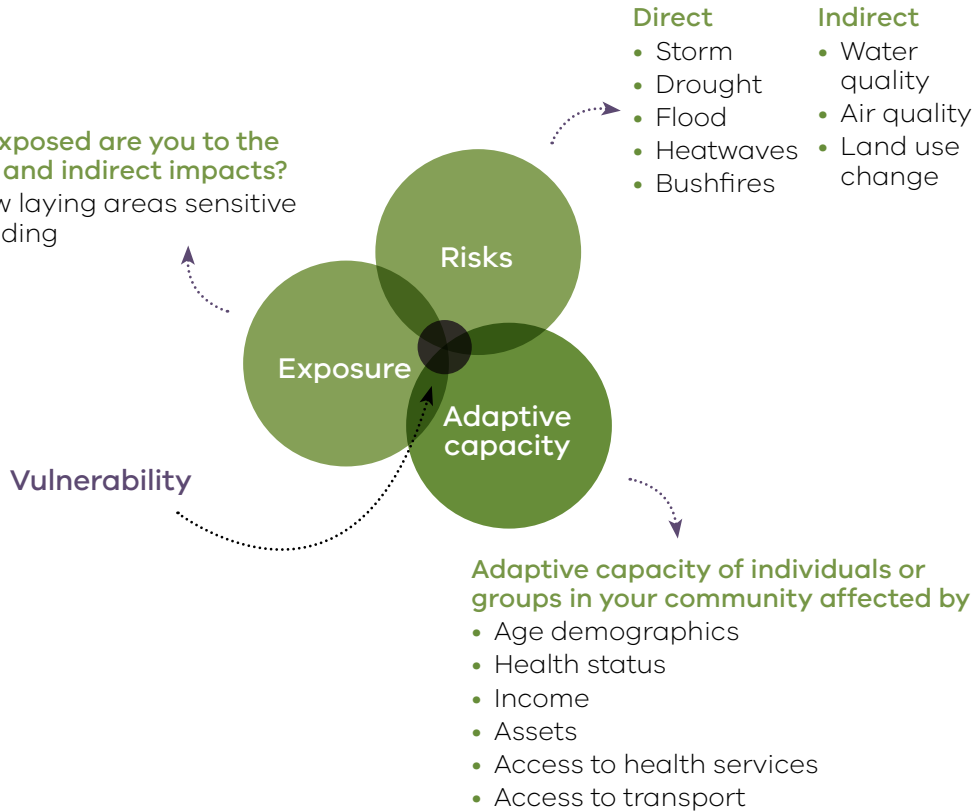 Direct
• Storm
• Drought
• Flood
• Heatwaves
• Bushfires
Indirect
• Water
quality
• Air quality
• Land use
change
xposed are you to the
and indirect impacts?
w laying areas sensitive
ding
Risks
Exposure
Adaptive
capacity
Vulnerability
Adaptive capacity of individuals or
groups in your community affected by
• Age demographics
• Health status
• Income
• Assets
• Access to health services
• Access to transport